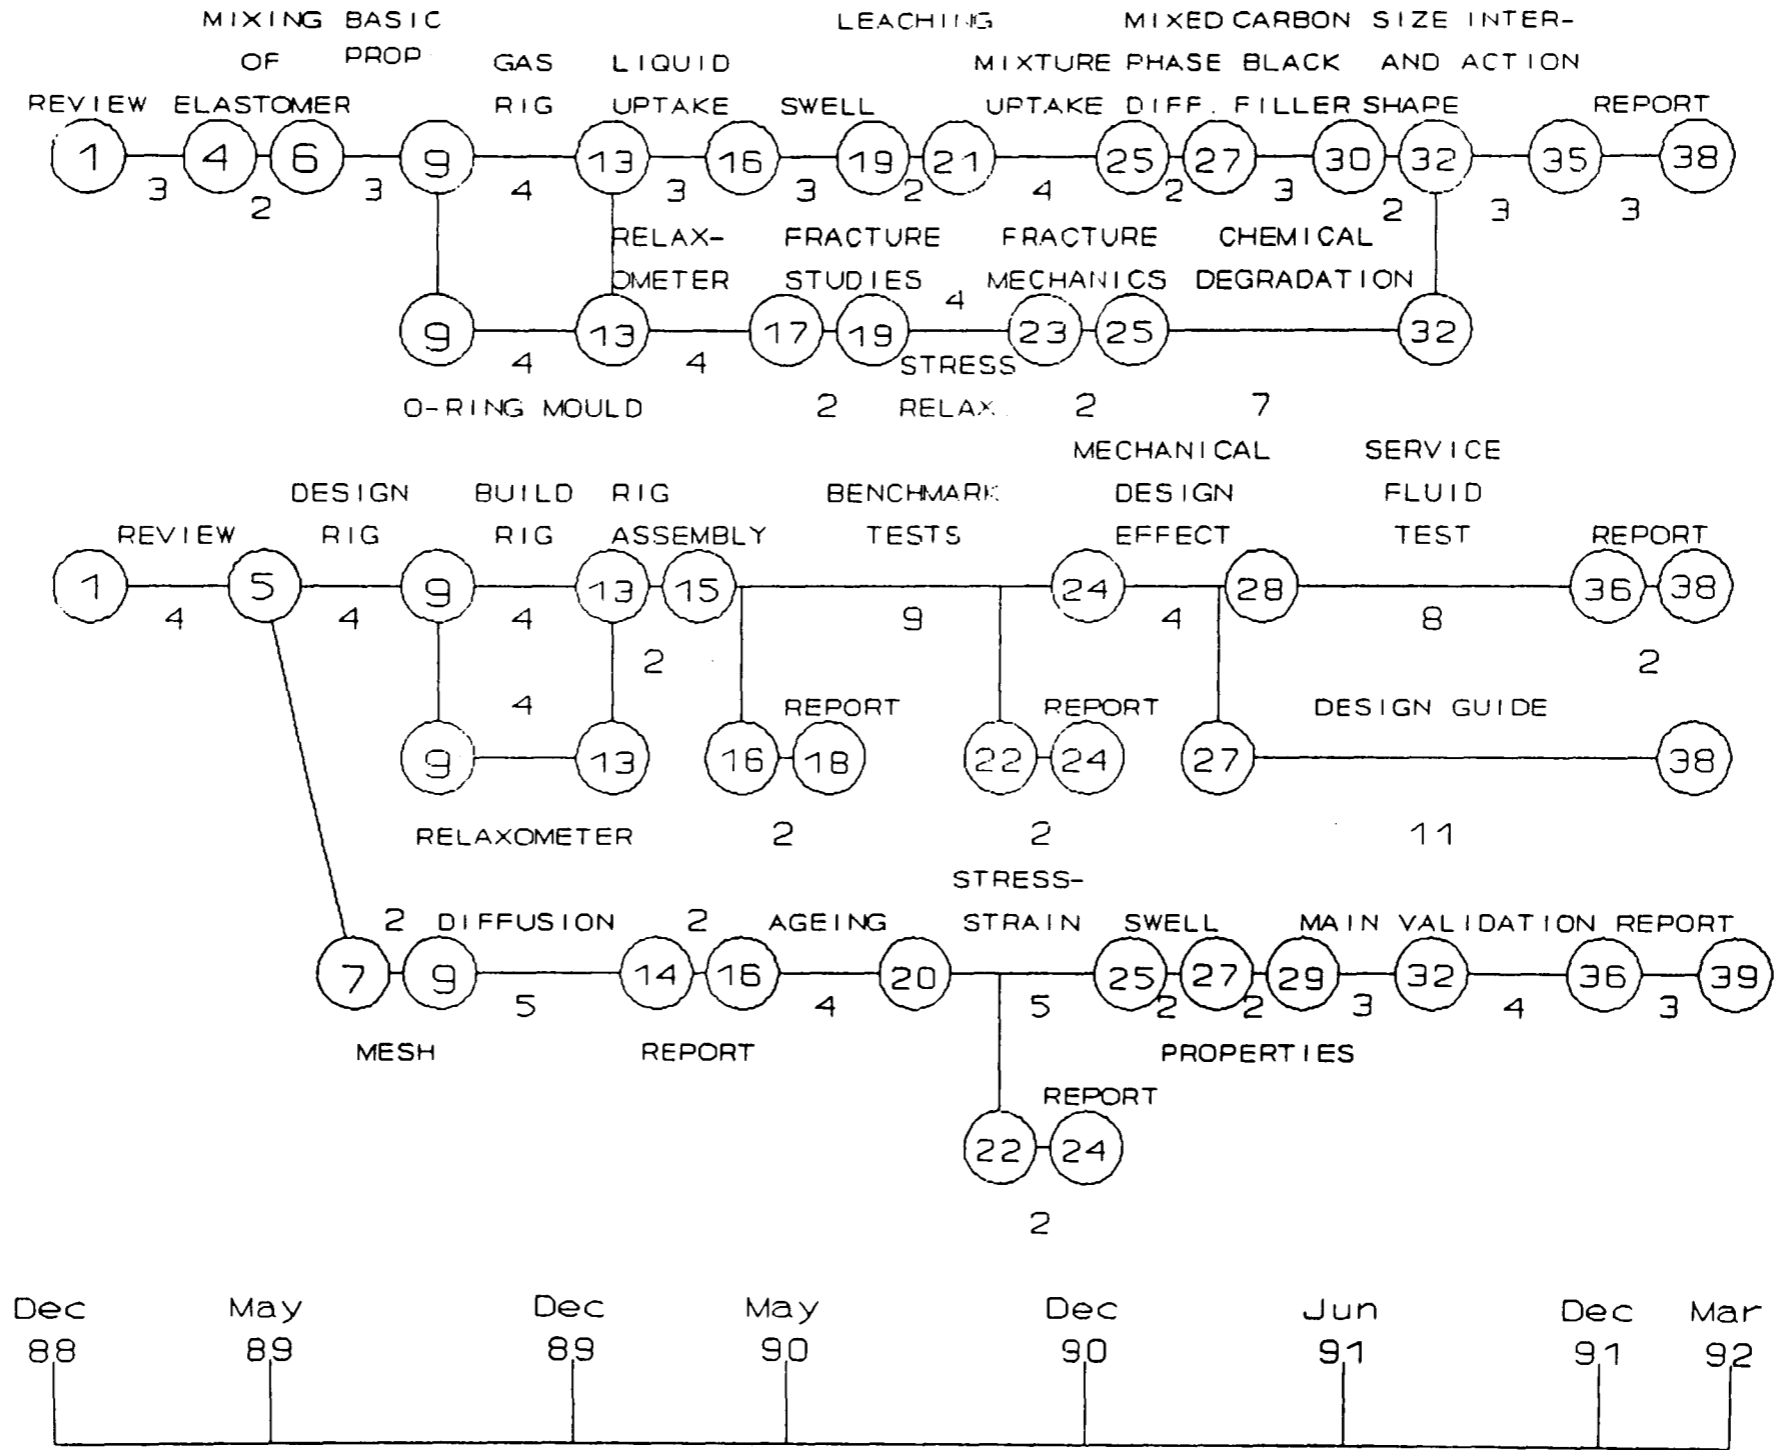 MIXING BASIC LEACHING MIXED CARBON SIZE INTER-
OF PROP GAS LIQUID MIXTURE PHASE BLACK AND ACTION
REVIEW ELASTOMER RIG UPTAKE SWELL UPTAKE DIFF. FILLER SHAPE REPORT
1 4 6 9 13 16 19 21 25 27 30 32 35 38
3 2 3 4 3 3 2 4 2 3 2 3 3
RELAX- FRACTURE FRACTURE CHEMICAL
OMETER STUDIES 4 MECHANICS DEGRADATION
9 13 17 19 23 25 32
4 4 STRESS
O-RING MOULD 2 RELAX. 2 7
MECHANICAL SERVICE
DESIGN BUILD RIG BENCHMARK DESIGN FLUID
REVIEW RIG RIG ASSEMBLY TESTS EFFECT TEST REPORT
1 5 9 13 15 24 28 36 38
4 4 4 9 4 8
2 2
4 REPORT REPORT DESIGN GUIDE
9 13 16 18 22 24 27 38
RELAXOMETER 2 2 11
STRESS-
2 DIFFUSION 2 AGEING STRAIN SWELL MAIN VALIDATION REPORT
7 9 14 16 20 25 27 29 32 36 39
5 4 5 2 2 3 4 3
MESH REPORT PROPERTIES
REPORT
22 24
2
Dec May Dec May Dec Jun Dec Mar
88 89 89 90 90 91 91 92